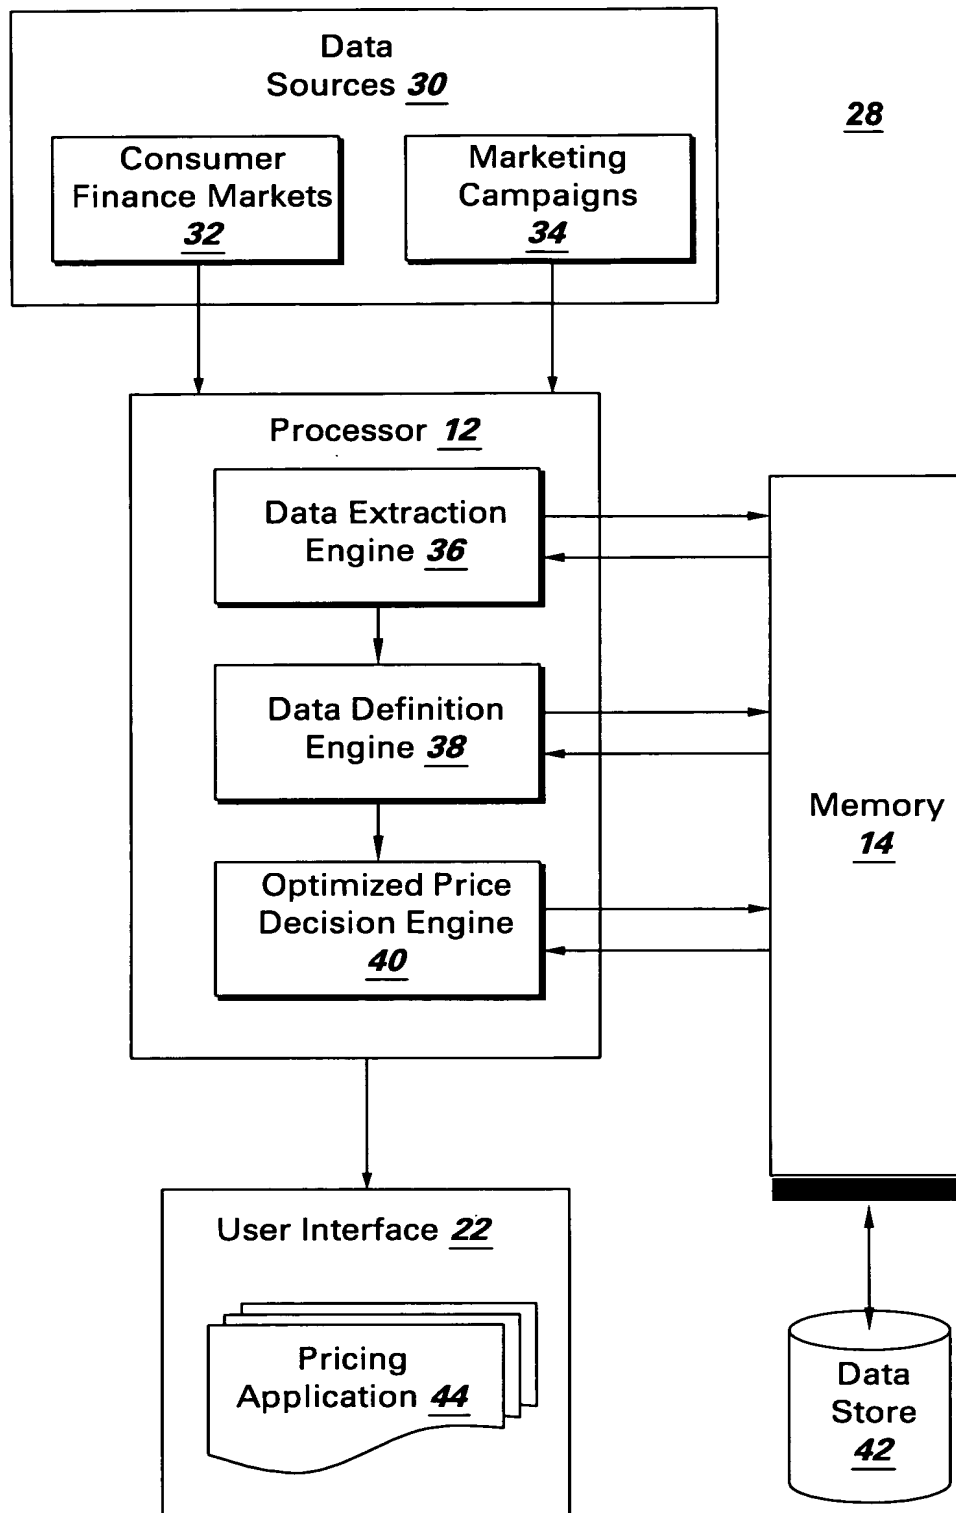 Data
Sources 30
28
Consumer
Finance Markets
32
Marketing
Campaigns
34
Processor 12
Data Extraction
Engine 36
Data Definition
Engine 38
Memory
14
Optimized Price
Decision Engine
40
User Interface 22
Pricing
Application 44
Data
Store
42